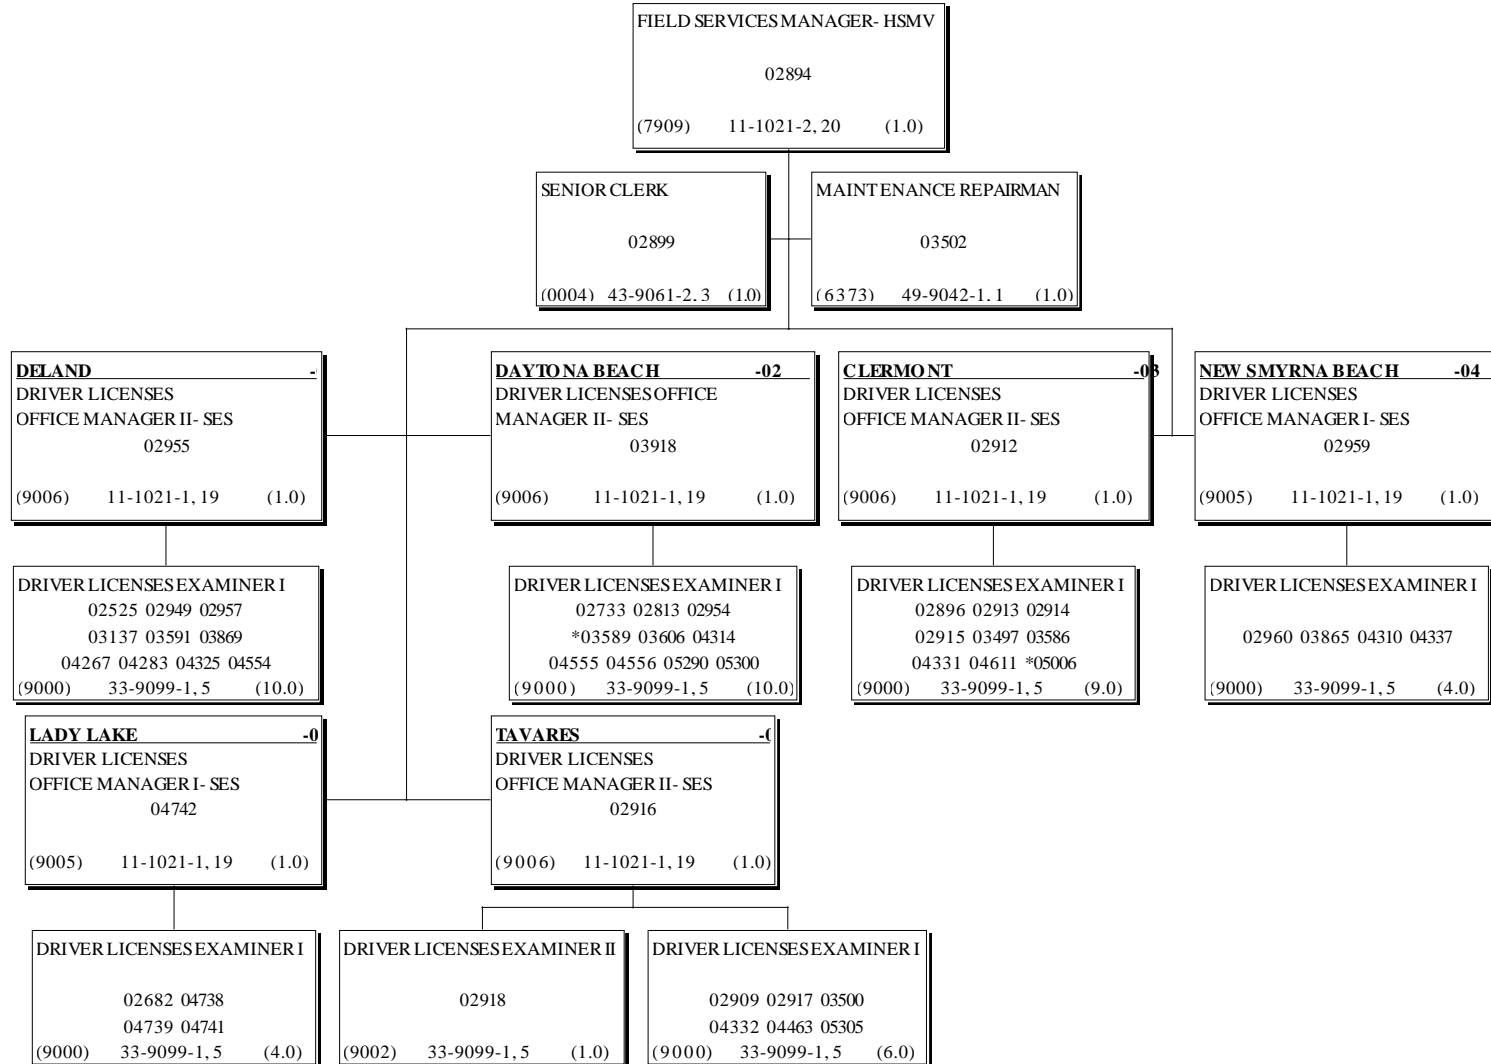 FIELD SERVICES MANAGER- HSMV
02894
(7909) 11-1021-2, 20 (1.0)
SENIOR CLERK
02899
(0004) 43-9061-2. 3 (1.0)
MAINTENANCE REPAIRMAN
03502
(6373) 49-9042-1. 1 (1.0)
DELAND -
DRIVER LICENSES
OFFICE MANAGER II- SES
02955
(9006) 11-1021-1, 19 (1.0)
DAYTONA BEACH -02
DRIVER LICENSES OFFICE
MANAGER II- SES
03918
(9006) 11-1021-1, 19 (1.0)
CLERMONT -03
DRIVER LICENSES
OFFICE MANAGER II- SES
02912
(9006) 11-1021-1, 19 (1.0)
NEW SMYRNA BEACH -04
DRIVER LICENSES
OFFICE MANAGER I- SES
02959
(9005) 11-1021-1, 19 (1.0)
DRIVER LICENSES EXAMINER I
02525 02949 02957
03137 03591 03869
04267 04283 04325 04554
(9000) 33-9099-1, 5 (10.0)
DRIVER LICENSES EXAMINER I
02733 02813 02954
*03589 03606 04314
04555 04556 05290 05300
(9000) 33-9099-1, 5 (10.0)
DRIVER LICENSES EXAMINER I
02896 02913 02914
02915 03497 03586
04331 04611 *05006
(9000) 33-9099-1, 5 (9.0)
DRIVER LICENSES EXAMINER I
02960 03865 04310 04337
(9000) 33-9099-1, 5 (4.0)
LADY LAKE -0
DRIVER LICENSES
OFFICE MANAGER I- SES
04742
(9005) 11-1021-1, 19 (1.0)
TAVARES -0
DRIVER LICENSES
OFFICE MANAGER II- SES
02916
(9006) 11-1021-1, 19 (1.0)
DRIVER LICENSES EXAMINER I
02682 04738
04739 04741
(9000) 33-9099-1, 5 (4.0)
DRIVER LICENSES EXAMINER II
02918
(9002) 33-9099-1, 5 (1.0)
DRIVER LICENSES EXAMINER I
02909 02917 03500
04332 04463 05305
(9000) 33-9099-1, 5 (6.0)